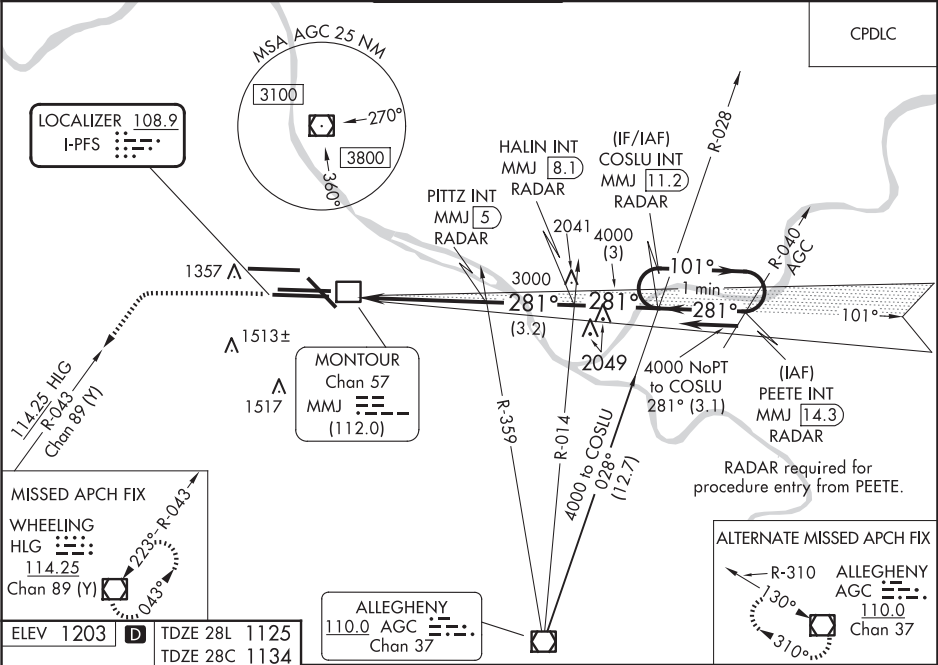 CPDLC
MSA AGC 25 NM
3100
270°
3800
360°
LOCALIZER 108.9
I-PFS
HALIN INT
MMJ 8.1
RADAR
(IF/IAF)
COSLU INT
MMJ 11.2
RADAR
R-028
PITTZ INT
MMJ 5
RADAR
2041
4000
(3)
R-040
AGC
1357
3000
101°
1 min
281°
281°
281°
101°
(3.2)
1513±
2049
4000 NoPT
to COSLU
281° (3.1)
(IAF)
PEETE INT
MMJ 14.3
RADAR
MONTOUR
Chan 57
MMJ
(112.0)
1517
114.25 HLG
R-043
Chan 89 (Y)
R-359
R-014
4000 to COSLU
028°
(12.7)
RADAR required for
procedure entry from PEETE.
MISSED APCH FIX
WHEELING
HLG
114.25
Chan 89 (Y)
223°
R-043
043°
ALTERNATE MISSED APCH FIX
R-310
130°
310°
ALLEGHENY
AGC
110.0
Chan 37
ALLEGHENY
110.0 AGC
Chan 37
ELEV 1203 D TDZE 28L 1125
TDZE 28C 1134